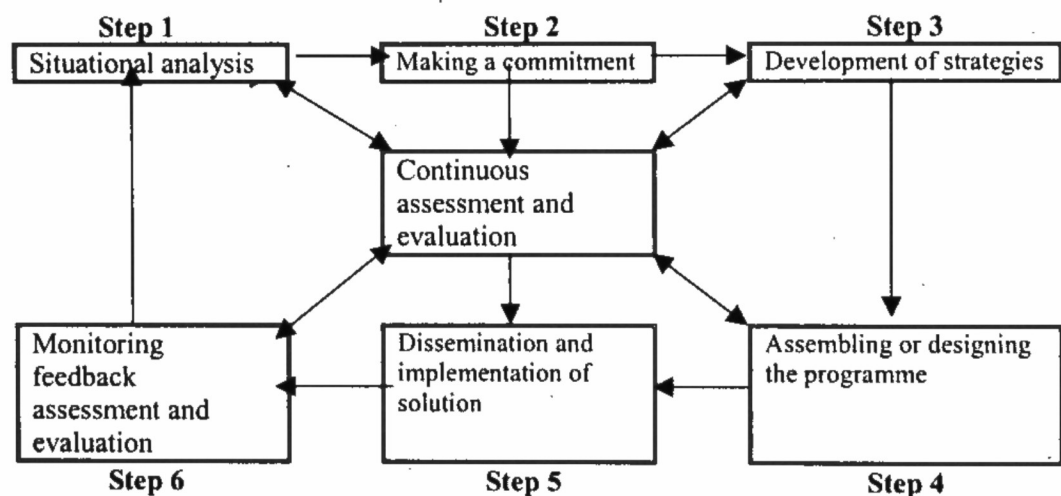 Step 1
Situational analysis
Step 2
Making a commitment
Step 3
Development of strategies
Continuous
assessment and
evaluation
Monitoring
feedback
assessment and
evaluation
Step 6
Dissemination and
implementation of
solution
Step 5
Assembling or designing
the programme
Step 4